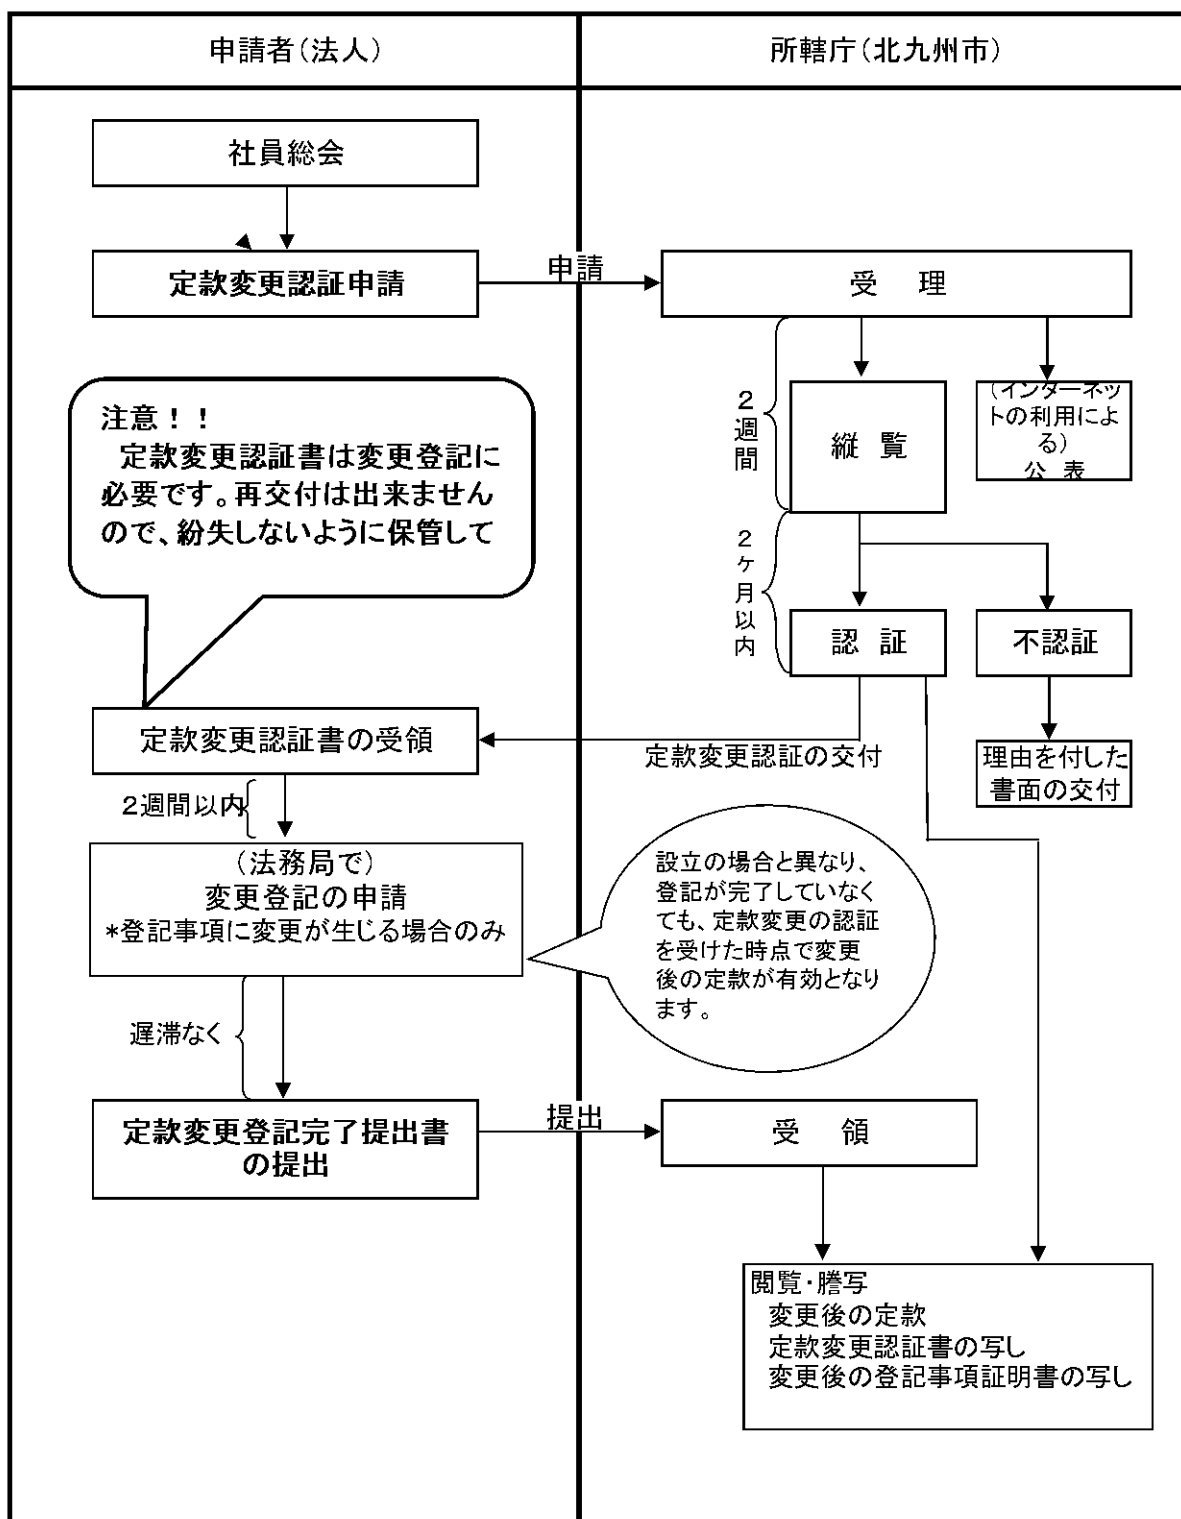 申請者(法人)
所轄庁(北九州市)
社員総会
定款変更認証申請
申請
受　理
2週間
縦 覧
(インターネッ
トの利用によ
る)
公 表
注意！！
定款変更認証書は変更登記に
必要です。再交付は出来ません
ので、紛失しないように保管して
2ヶ月以内
認 証
不認証
定款変更認証書の受領
定款変更認証の交付
理由を付した
書面の交付
2週間以内
(法務局で)
変更登記の申請
*登記事項に変更が生じる場合のみ
設立の場合と異なり、
登記が完了していなく
ても、定款変更の認証
を受けた時点で変更
後の定款が有効となり
ます。
遅滞なく
定款変更登記完了提出書
の提出
提出
受　領
閲覧・謄写
変更後の定款
定款変更認証書の写し
変更後の登記事項証明書の写し